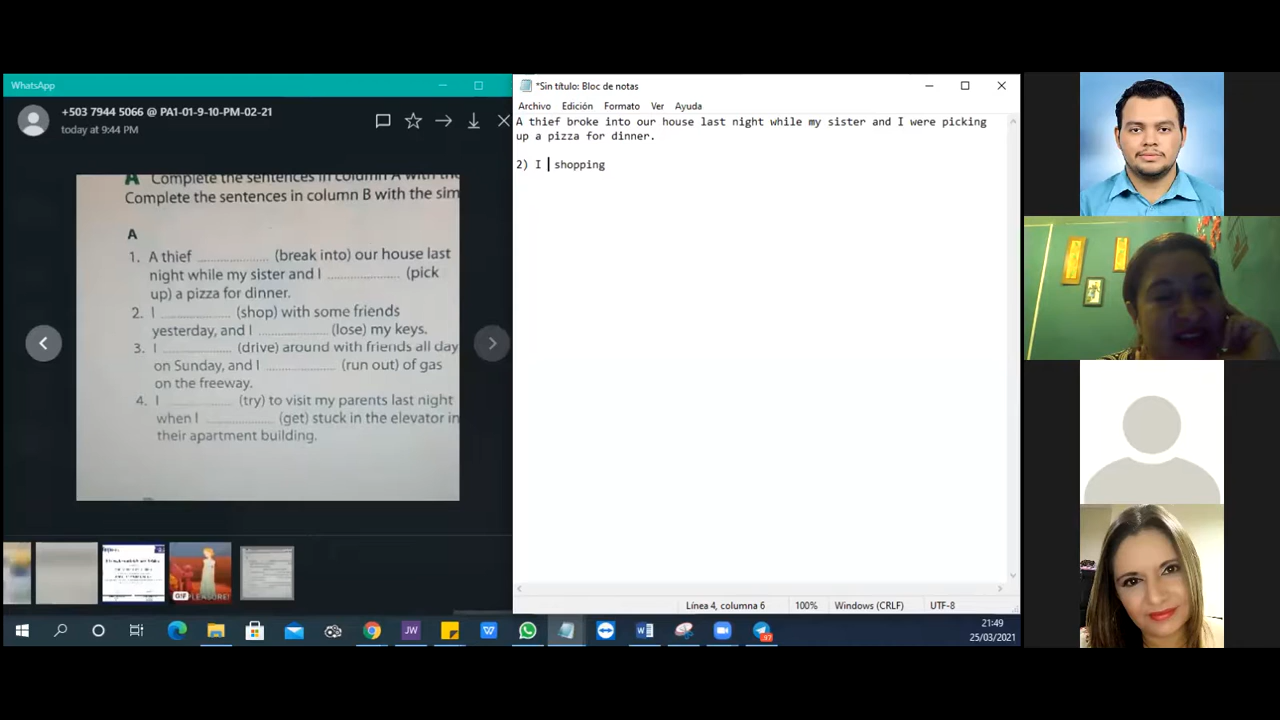 WhatsApp
+503 7944 5066 @ PA1-01-9-10-PM-02-21
today at 9:44 PM
A Complete the sentences in column A with the
Complete the sentences in column B with the sim
A
1. A thief .................... (break into) our house last
night while my sister and I .................... (pick
up) a pizza for dinner.
2. I .................... (shop) with some friends
yesterday, and I .................... (lose) my keys.
3. I .................... (drive) around with friends all day
on Sunday, and I .................... (run out) of gas
on the freeway.
4. I .................... (try) to visit my parents last night
when I .................... (get) stuck in the elevator in
their apartment building.
GIF
*Sin título: Bloc de notas
Archivo Edición Formato Ver Ayuda
A thief broke into our house last night while my sister and I were picking
up a pizza for dinner.
2) I shopping
Línea 4, columna 6 100% Windows (CRLF) UTF-8
JW
21:49
25/03/2021